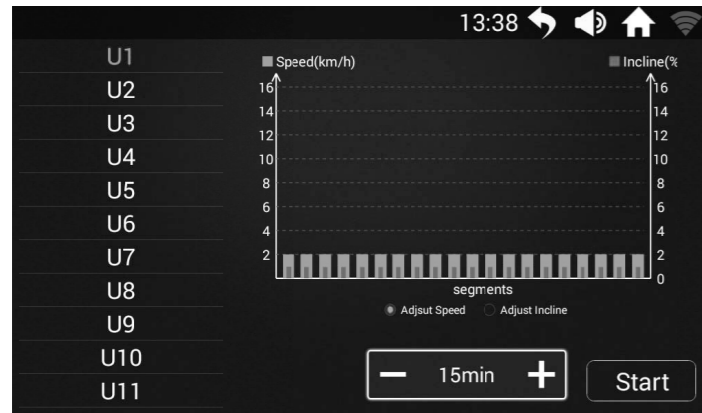 13:38
U1
U2
U3
U4
U5
U6
U7
U8
U9
U10
U11
Speed(km/h)
Incline(%
16
14
12
10
8
6
4
2
16
14
12
10
8
6
4
2
0
segments
Adjsut Speed
Adjust Incline
15min
Start